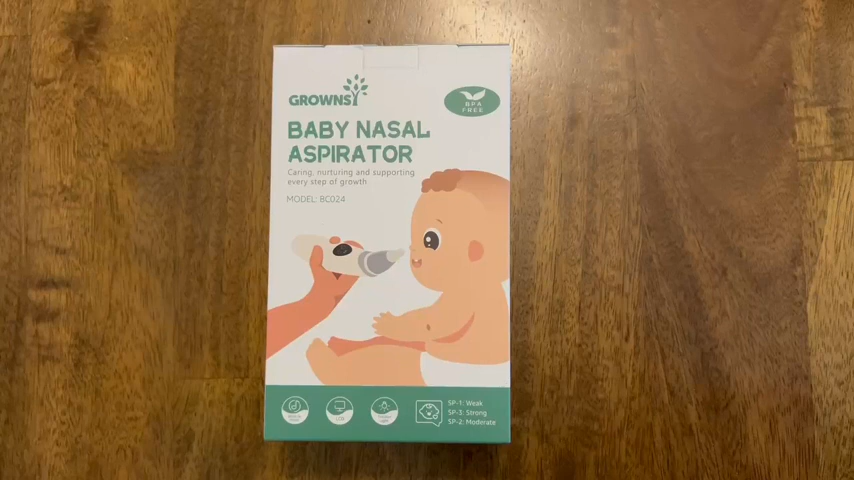 GROWNSY
BPA
FREE
BABY NASAL
ASPIRATOR
Caring, nurturing and supporting
every step of growth
MODEL: BC024
SP-1: Weak
SP-3: Strong
SP-2: Moderate